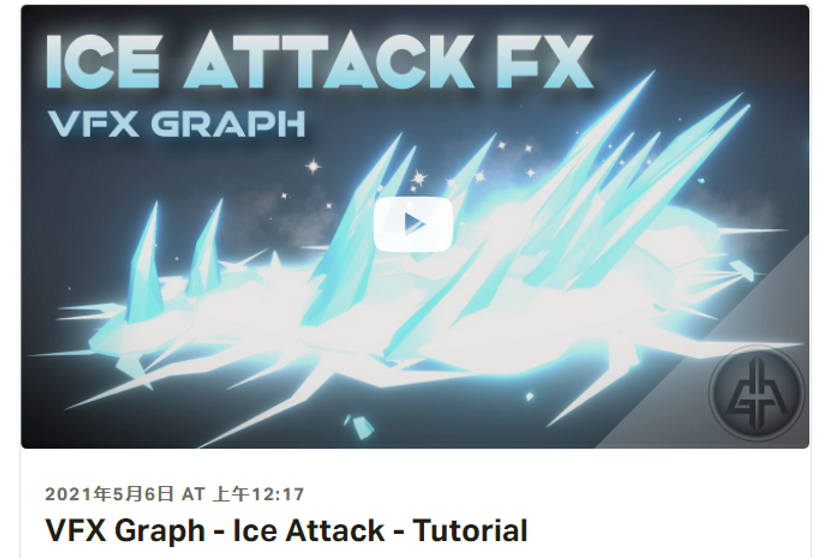 ICE ATTACK FX
VFX GRAPH
2021年5月6日 AT 上午12:17
VFX Graph - Ice Attack - Tutorial